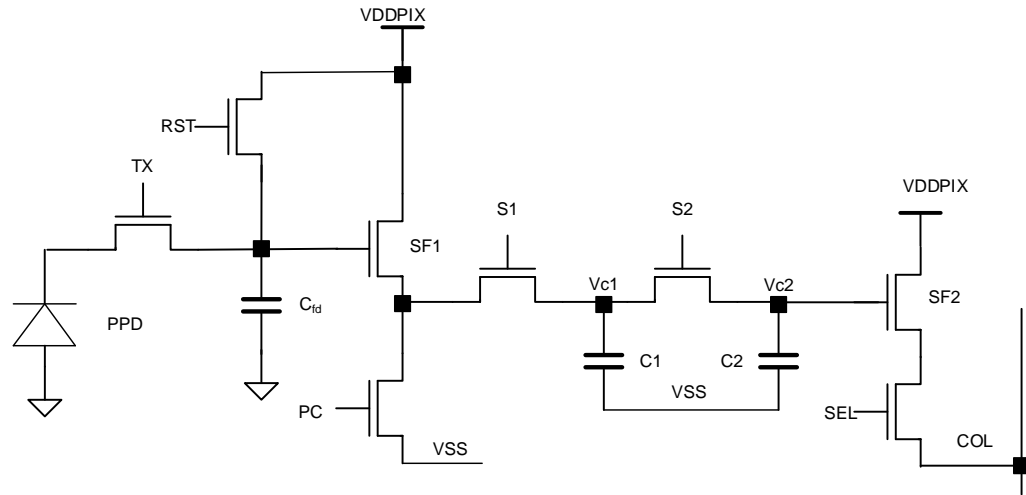 VDDPIX
RST
TX
S1
S2
VDDPIX
SF1
Vc1
Vc2
SF2
PPD
Cfd
C1
C2
VSS
PC
SEL
VSS
COL